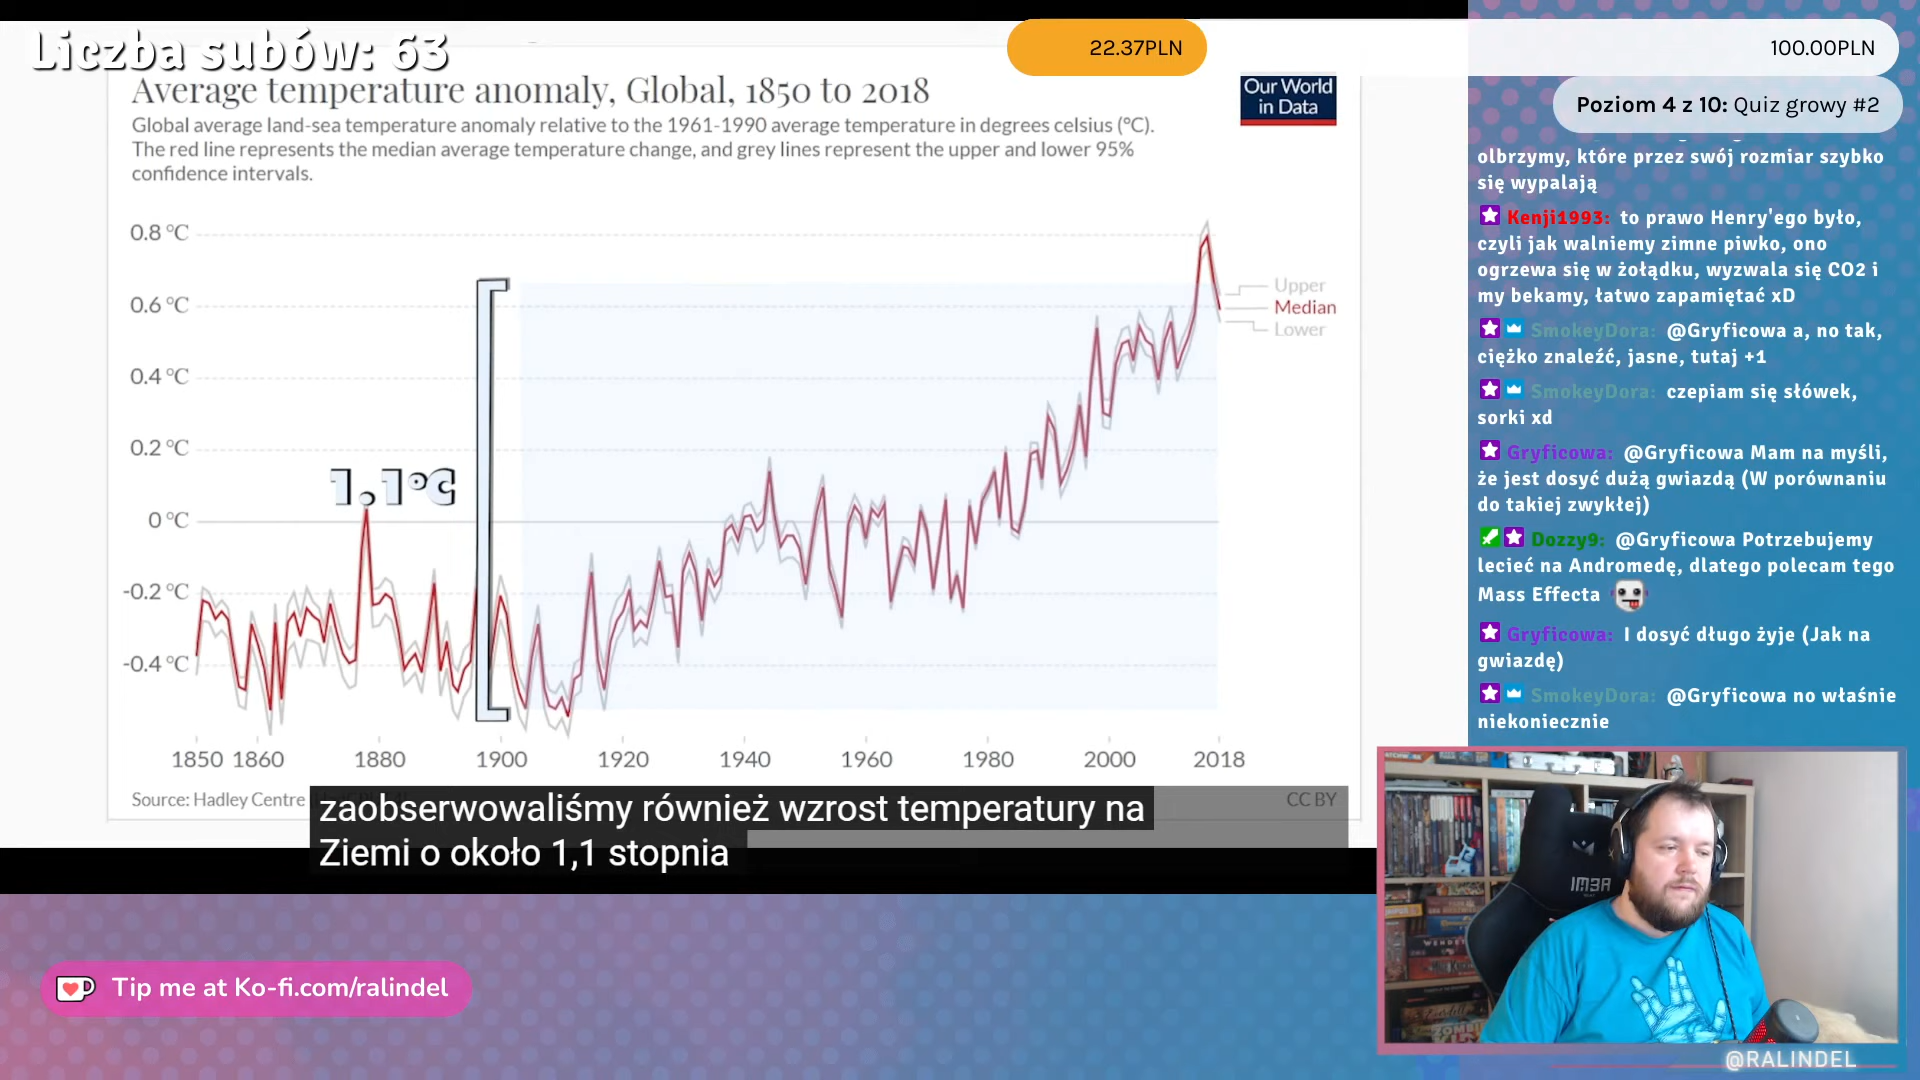 Liczba subów: 63
22.37PLN
100.00PLN
Poziom 4 z 10: Quiz growy #2
Average temperature anomaly, Global, 1850 to 2018
Our World
in Data
Global average land-sea temperature anomaly relative to the 1961-1990 average temperature in degrees celsius (°C).
The red line represents the median average temperature change, and grey lines represent the upper and lower 95%
confidence intervals.
0.8 °C
0.6 °C
0.4 °C
0.2 °C
0 °C
-0.2 °C
-0.4 °C
1.1°C
Upper
Median
Lower
1850 1860 1880 1900 1920 1940 1960 1980 2000 2018
Source: Hadley Centre
CC BY
zaobserwowaliśmy również wzrost temperatury na
Ziemi o około 1,1 stopnia
olbrzymy, które przez swój rozmiar szybko
się wypalają
Kenji1993: to prawo Henry'ego było,
czyli jak walniemy zimne piwko, ono
ogrzewa się w żołądku, wyzwala się CO2 i
my bekamy, łatwo zapamiętać xD
SmokeyDora: @Gryficowa a, no tak,
ciężko znaleźć, jasne, tutaj +1
SmokeyDora: czepiam się słówek,
sorki xd
Gryficowa: @Gryficowa Mam na myśli,
że jest dosyć dużą gwiazdą (W porównaniu
do takiej zwykłej)
Dozzy9: @Gryficowa Potrzebujemy
lecieć na Andromedę, dlatego polecam tego
Mass Effecta
Gryficowa: I dosyć długo żyje (Jak na
gwiazdę)
SmokeyDora: @Gryficowa no właśnie
niekoniecznie
Tip me at Ko-fi.com/ralindel
@RALINDEL